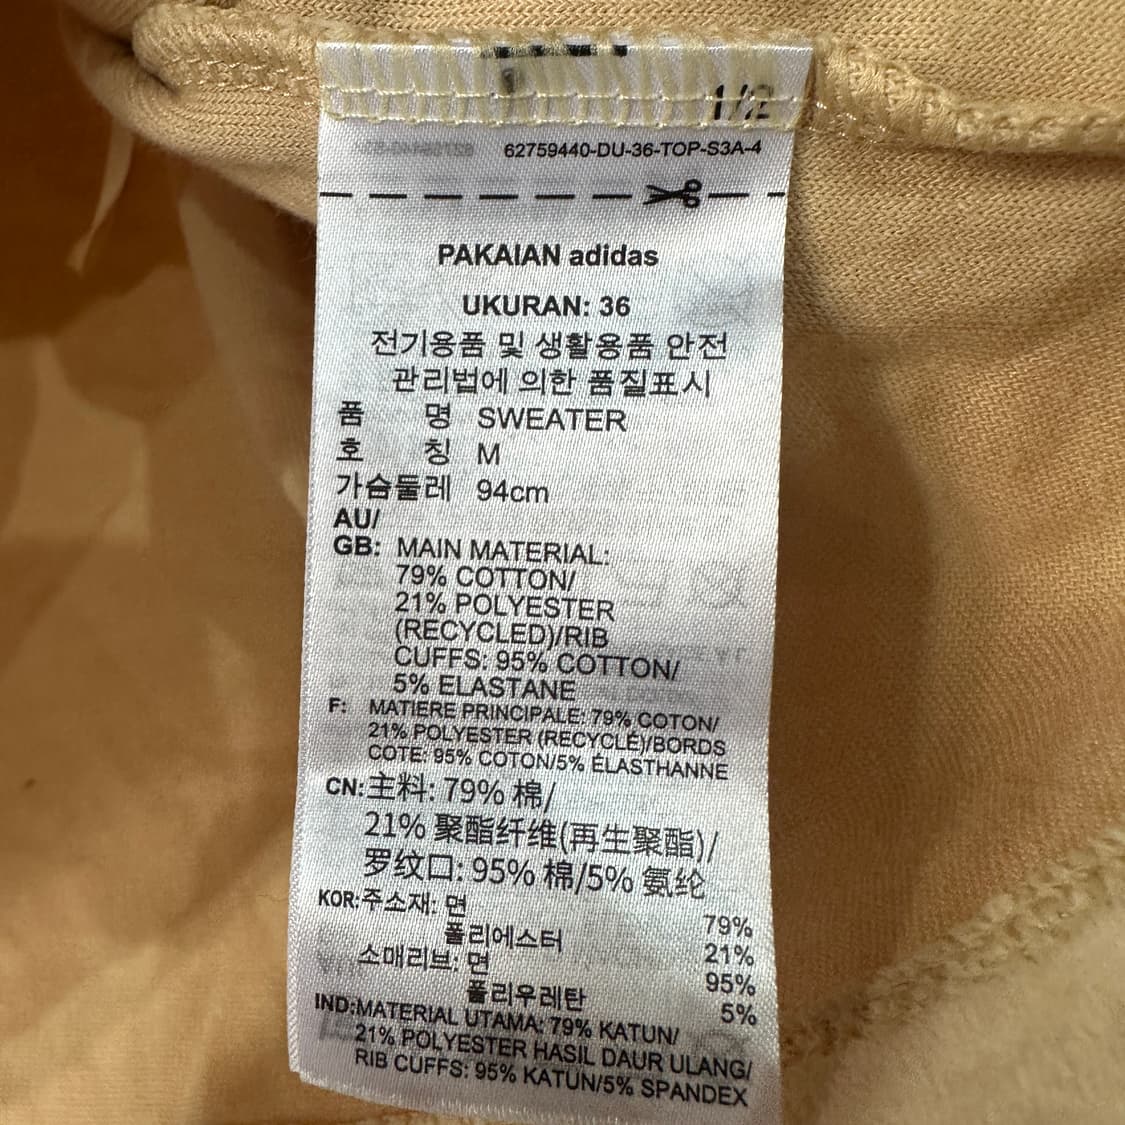 1/2
62759440-DU-36-TOP-S3A-4
PAKAIAN adidas
UKURAN: 36
전기용품 및 생활용품 안전
관리법에 의한 품질표시
품 명 SWEATER
호 칭 M
가슴둘레 94cm
AU/
GB: MAIN MATERIAL:
79% COTTON/
21% POLYESTER
(RECYCLED)/RIB
CUFFS: 95% COTTON/
5% ELASTANE
F: MATIERE PRINCIPALE: 79% COTON/
21% POLYESTER (RECYCLÉ)/BORDS
COTE: 95% COTON/5% ÉLASTHANNE
CN:主料: 79% 棉/
21% 聚酯纤维(再生聚酯)/
罗纹口: 95% 棉/5% 氨纶
KOR:주소재: 면 79%
폴리에스터 21%
소매리브: 면 95%
폴리우레탄 5%
IND:MATERIAL UTAMA: 79% KATUN/
21% POLYESTER HASIL DAUR ULANG/
RIB CUFFS: 95% KATUN/5% SPANDEX